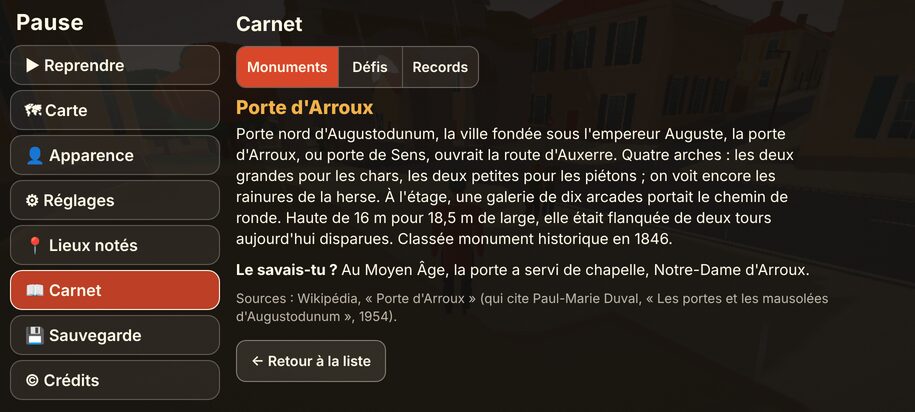 Pause
▶ Reprendre
🗺 Carte
👤 Apparence
⚙ Réglages
📍 Lieux notés
📖 Carnet
💾 Sauvegarde
© Crédits
Carnet
Monuments
Défis
Records
Porte d'Arroux
Porte nord d'Augustodunum, la ville fondée sous l'empereur Auguste, la porte
d'Arroux, ou porte de Sens, ouvrait la route d'Auxerre. Quatre arches : les deux
grandes pour les chars, les deux petites pour les piétons ; on voit encore les
rainures de la herse. À l'étage, une galerie de dix arcades portait le chemin de
ronde. Haute de 16 m pour 18,5 m de large, elle était flanquée de deux tours
aujourd'hui disparues. Classée monument historique en 1846.
Le savais-tu ? Au Moyen Âge, la porte a servi de chapelle, Notre-Dame d'Arroux.
Sources : Wikipédia, « Porte d'Arroux » (qui cite Paul-Marie Duval, « Les portes et les mausolées
d'Augustodunum », 1954).
← Retour à la liste